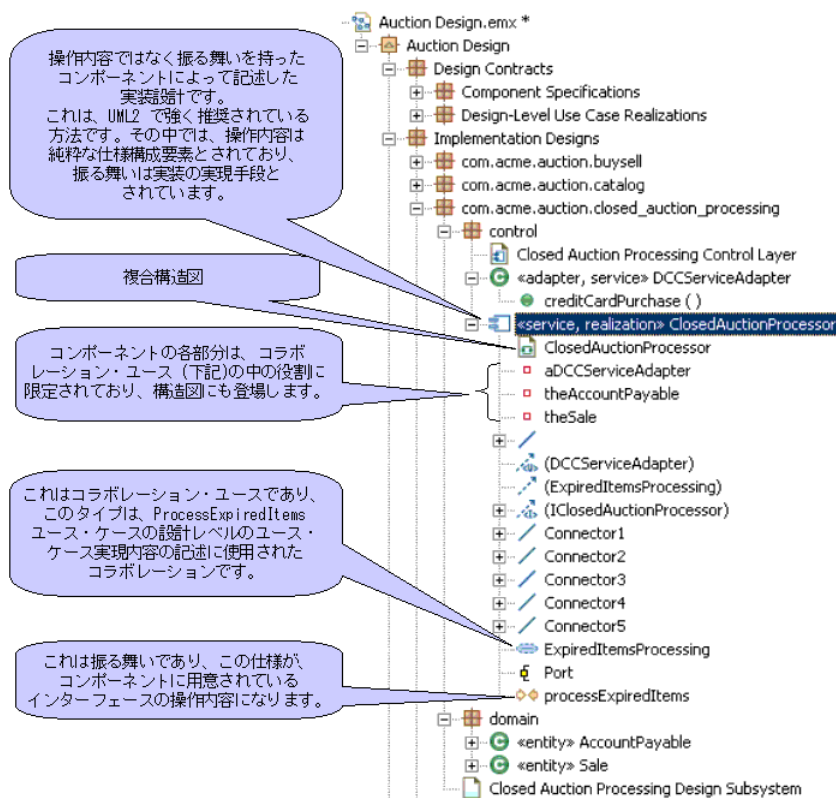 操作内容ではなく振る舞いを持った
コンポーネントによって記述した
実装設計です。
これは、UML2 で強く推奨されている
方法です。その中では、操作内容は
純粋な仕様構成要素とされており、
振る舞いは実装の実現手段と
されています。
複合構造図
コンポーネントの各部分は、コラボ
レーション・ユース (下記)の中の役割に
限定されており、構造図にも登場します。
これはコラボレーション・ユースであり、
このタイプは、ProcessExpiredItems
ユース・ケースの設計レベルのユース・
ケース実現内容の記述に使用された
コラボレーションです。
これは振る舞いであり、この仕様が、
コンポーネントに用意されている
インターフェースの操作内容になります。
Auction Design.emx *
Auction Design
Design Contracts
Component Specifications
Design-Level Use Case Realizations
Implementation Designs
com.acme.auction.buysell
com.acme.auction.catalog
com.acme.auction.closed_auction_processing
control
Closed Auction Processing Control Layer
«adapter, service» DCCServiceAdapter
creditCardPurchase ( )
«service, realization» ClosedAuctionProcessor
ClosedAuctionProcessor
aDCCServiceAdapter
theAccountPayable
theSale
(DCCServiceAdapter)
(ExpiredItemsProcessing)
(IClosedAuctionProcessor)
Connector1
Connector2
Connector3
Connector4
Connector5
ExpiredItemsProcessing
Port
processExpiredItems
domain
«entity» AccountPayable
«entity» Sale
Closed Auction Processing Design Subsystem